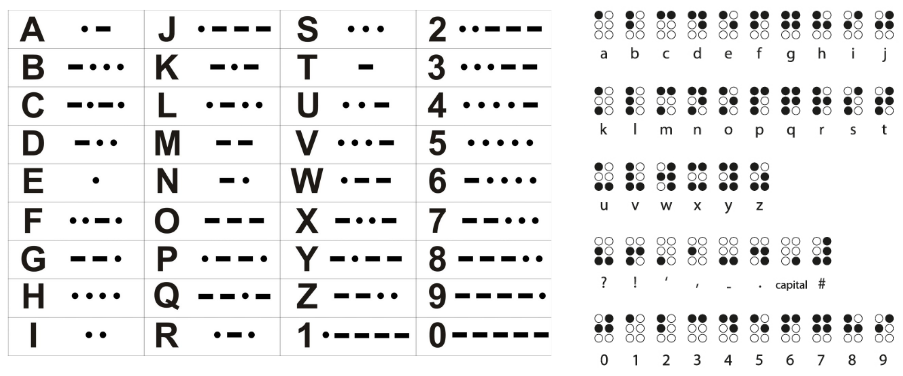 A ·– J ·––– S ··· 2 ··–––
B –··· K –·– T – 3 ···––
C –·–· L ·–·· U ··– 4 ····–
D –·· M –– V ···– 5 ·····
E · N –· W ·–– 6 –····
F ··–· O ––– X –··– 7 ––···
G ––· P ·––· Y –·–– 8 –––··
H ···· Q ––·– Z ––·· 9 ––––·
I ·· R ·–· 1 ·–––– 0 –––––
a b c d e f g h i j
k l m n o p q r s t
u v w x y z
? ! ‘ , - . capital #
0 1 2 3 4 5 6 7 8 9